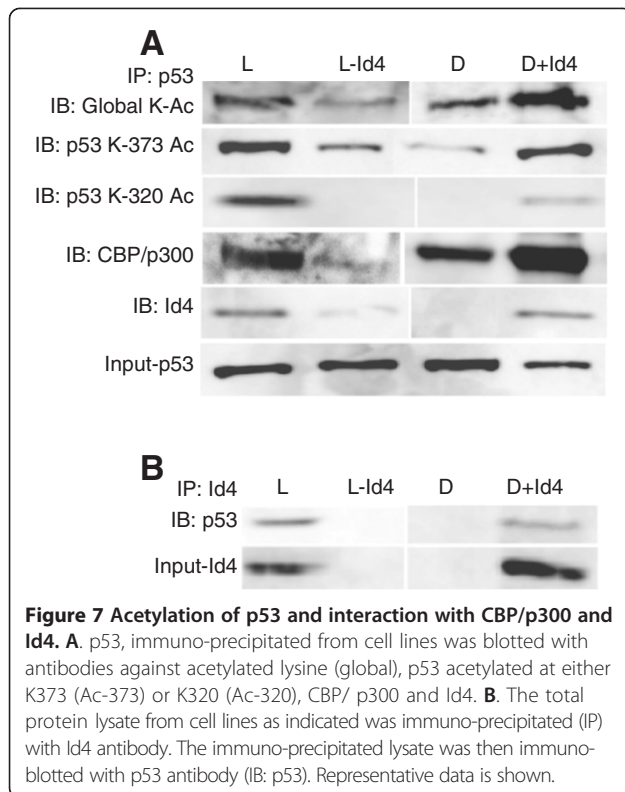 A
IP: p53 L L-Id4 D D+Id4
IB: Global K-Ac
IB: p53 K-373 Ac
IB: p53 K-320 Ac
IB: CBP/p300
IB: Id4
Input-p53
B
IP: Id4 L L-Id4 D D+Id4
IB: p53
Input-Id4
Figure 7 Acetylation of p53 and interaction with CBP/p300 and
Id4. A. p53, immuno-precipitated from cell lines was blotted with
antibodies against acetylated lysine (global), p53 acetylated at either
K373 (Ac-373) or K320 (Ac-320), CBP/ p300 and Id4. B. The total
protein lysate from cell lines as indicated was immuno-precipitated (IP)
with Id4 antibody. The immuno-precipitated lysate was then immuno-
blotted with p53 antibody (IB: p53). Representative data is shown.